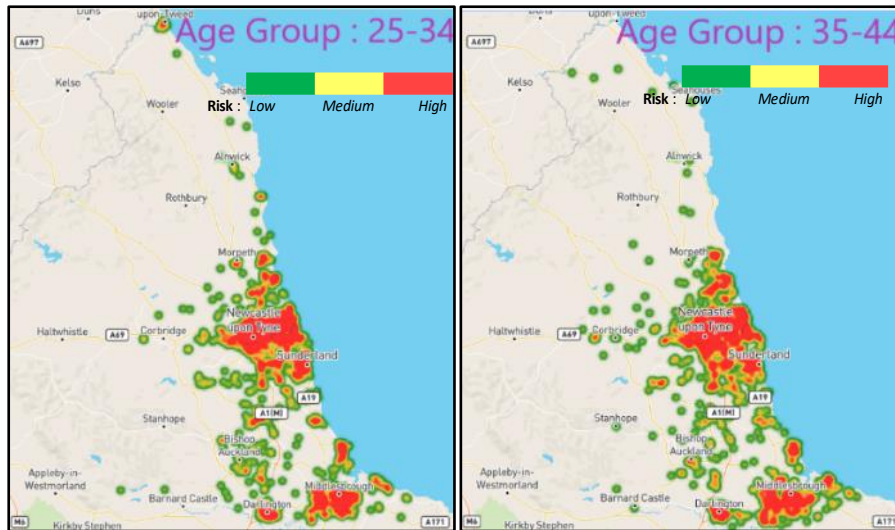 Duns
upon-Tweed
Age Group : 25-34
A697
Kelso
Seahouses
Risk : Low Medium High
Wooler
Alnwick
Rothbury
Morpeth
Newcastle
upon Tyne
Haltwhistle
A69
Corbridge
Sunderland
A19
A1(M)
Stanhope
Bishop
Auckland
Appleby-in-
Westmorland
Middlesbrough
Barnard Castle
Darlington
M6
Kirkby Stephen
A171
Duns
upon-Tweed
Age Group : 35-44
A697
Kelso
Seahouses
Risk : Low Medium High
Wooler
Alnwick
Rothbury
Morpeth
Newcastle
upon Tyne
Haltwhistle
A69
Corbridge
Sunderland
A19
A1(M)
Stanhope
Bishop
Auckland
Appleby-in-
Westmorland
Middlesbrough
Barnard Castle
Darlington
M6
Kirkby Stephen
A171